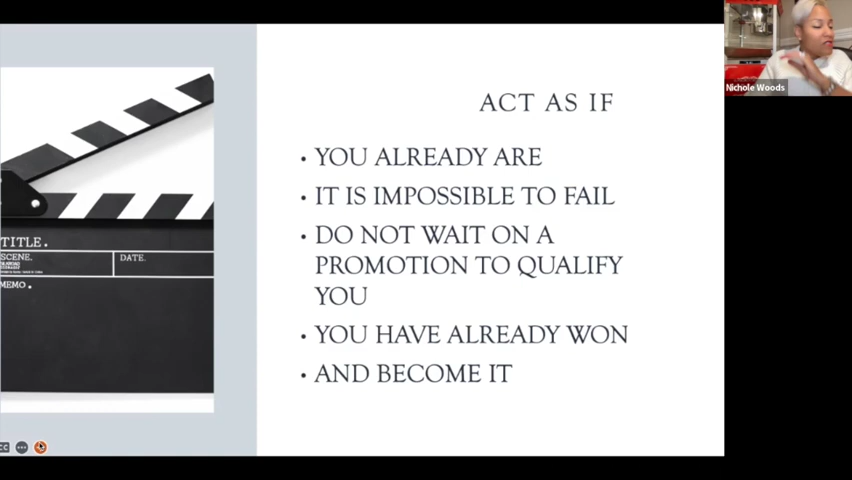 ACT AS IF
• YOU ALREADY ARE
• IT IS IMPOSSIBLE TO FAIL
• DO NOT WAIT ON A
PROMOTION TO QUALIFY
YOU
• YOU HAVE ALREADY WON
• AND BECOME IT
TITLE.
SCENE.
DATE.
MEMO.
CC
Nichole Woods